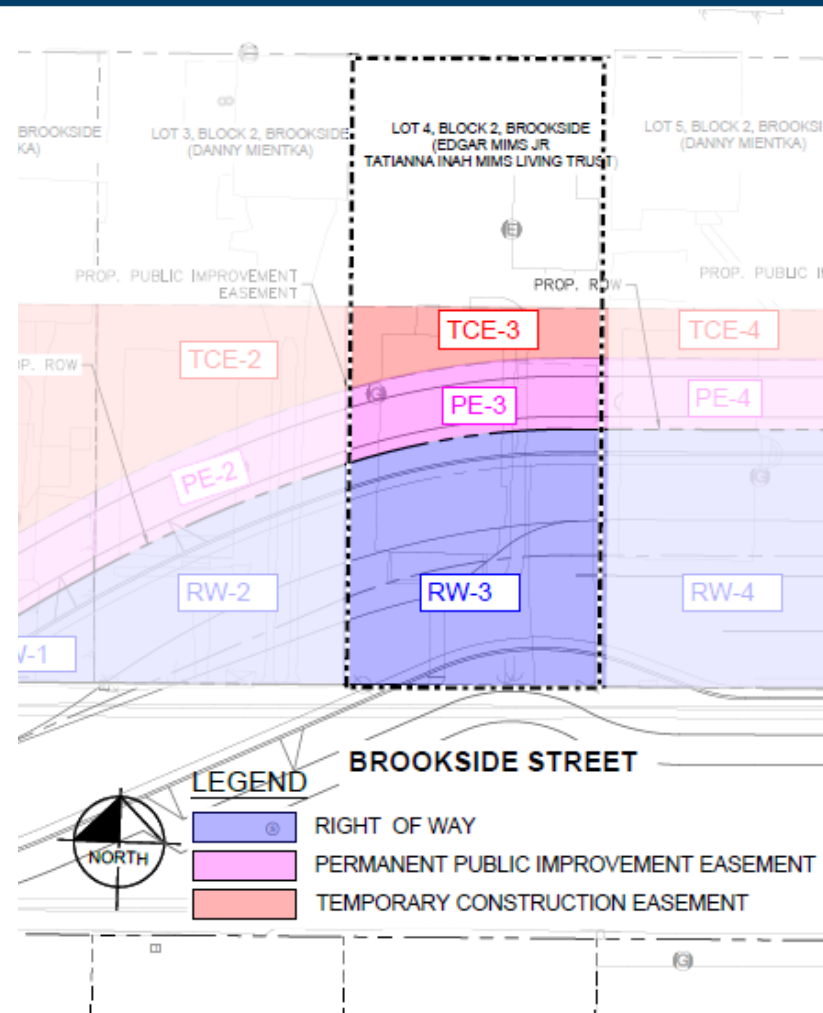 BROOKSIDE
KA)
LOT 3, BLOCK 2, BROOKSIDE
(DANNY MIENTKA)
LOT 4, BLOCK 2, BROOKSIDE
(EDGAR MIMS JR
TATIANNA INAH MIMS LIVING TRUST)
LOT 5, BLOCK 2, BROOKSI
(DANNY MIENTKA)
E
PROP. PUBLIC IMPROVEMENT
EASEMENT
PROP. ROW
PROP. PUBLIC I
TCE-2
TCE-3
TCE-4
P. ROW
G
PE-3
PE-4
PE-2
G
RW-2
RW-3
RW-4
W-1
BROOKSIDE STREET
LEGEND
NORTH
RIGHT OF WAY
PERMANENT PUBLIC IMPROVEMENT EASEMENT
TEMPORARY CONSTRUCTION EASEMENT
G